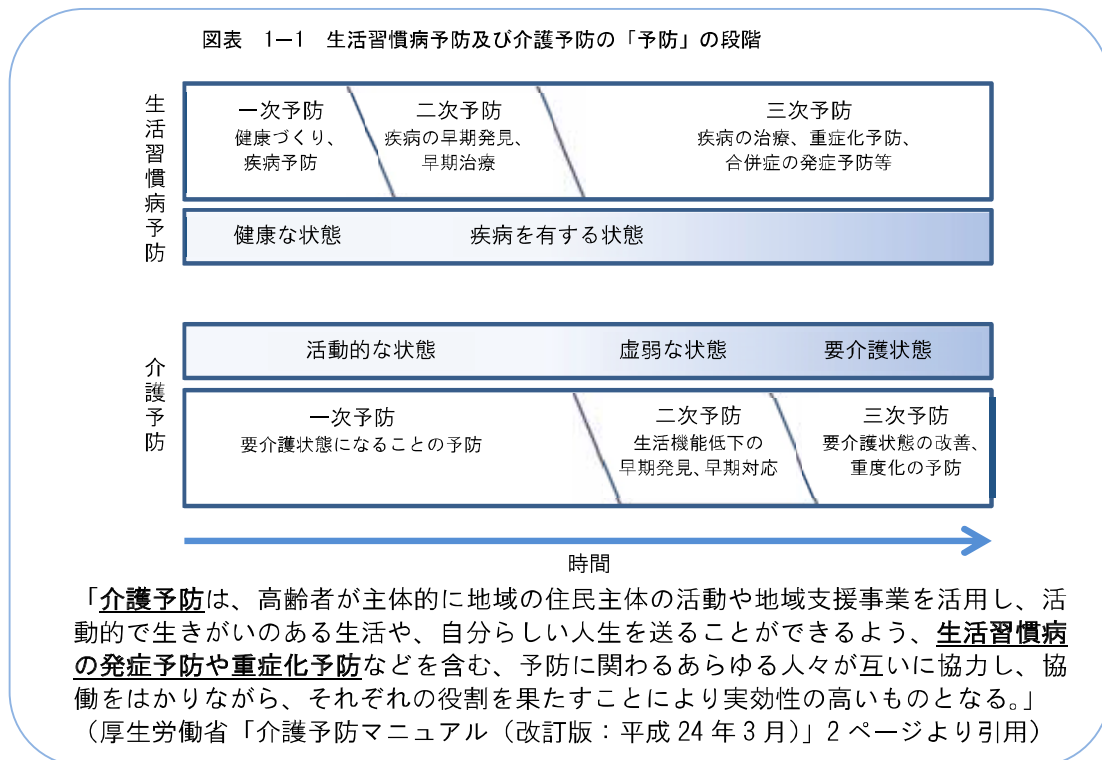 図表 1―1 生活習慣病予防及び介護予防の「予防」の段階
生活習慣病予防
一次予防
健康づくり、
疾病予防
二次予防
疾病の早期発見、
早期治療
三次予防
疾病の治療、重症化予防、
合併症の発症予防等
健康な状態
疾病を有する状態
介護予防
活動的な状態
虚弱な状態
要介護状態
一次予防
要介護状態になることの予防
二次予防
生活機能低下の
早期発見、早期対応
三次予防
要介護状態の改善、
重度化の予防
時間
「介護予防は、高齢者が主体的に地域の住民主体の活動や地域支援事業を活用し、活
動的で生きがいのある生活や、自分らしい人生を送ることができるよう、生活習慣病
の発症予防や重症化予防などを含む、予防に関わるあらゆる人々が互いに協力し、協
働をはかりながら、それぞれの役割を果たすことにより実効性の高いものとなる。」
（厚生労働省「介護予防マニュアル（改訂版：平成 24 年 3 月）」2 ページより引用）